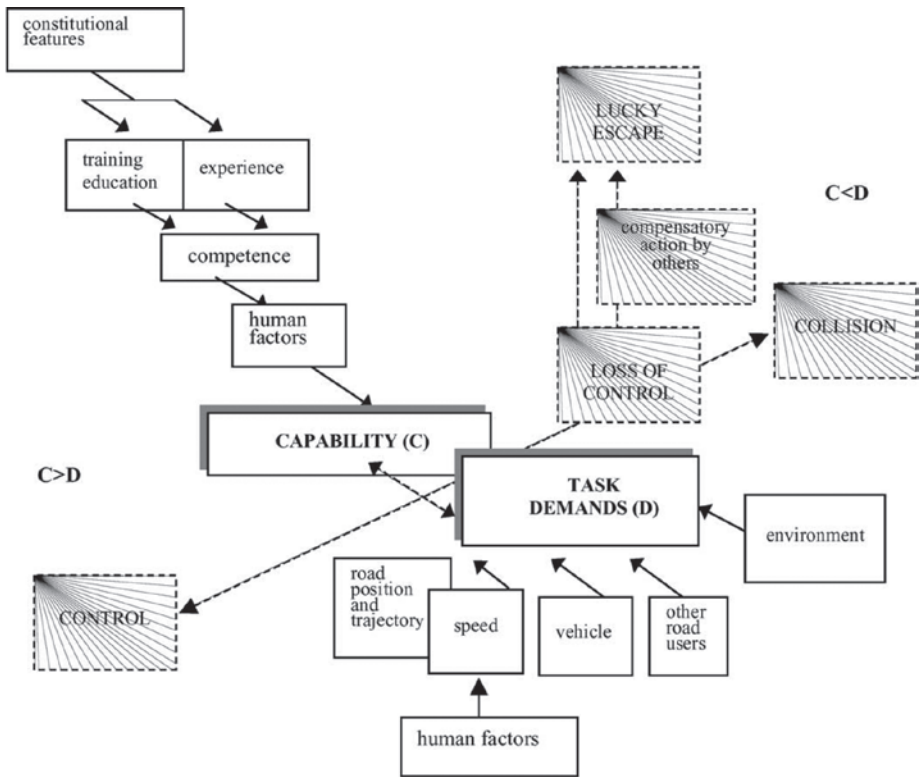 constitutional
features
training
education
experience
competence
human
factors
CAPABILITY (C)
C>D
CONTROL
LUCKY
ESCAPE
C<D
compensatory
action by
others
COLLISION
LOSS OF
CONTROL
TASK
DEMANDS (D)
environment
road
position
and
trajectory
speed
vehicle
other
road
users
human factors